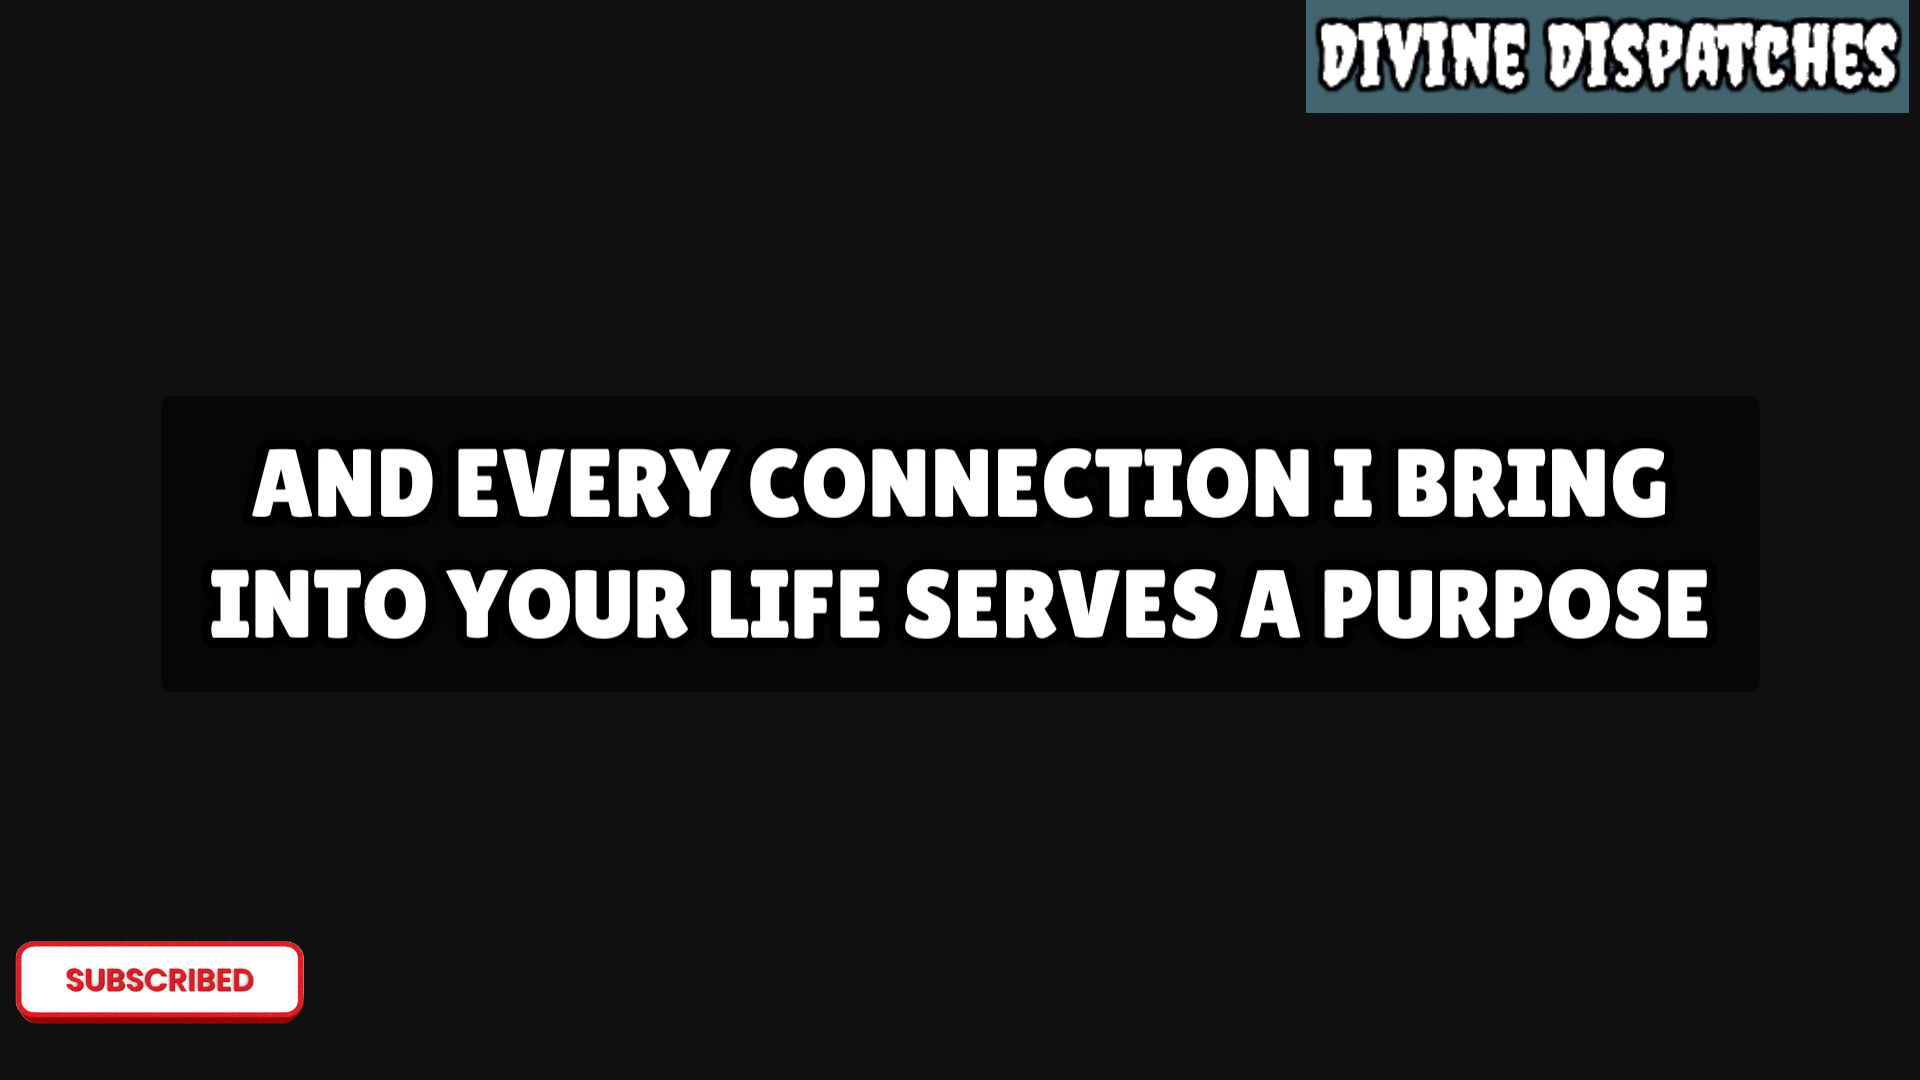 DIVINE DISPATCHES
AND EVERY CONNECTION I BRING
INTO YOUR LIFE SERVES A PURPOSE
SUBSCRIBED